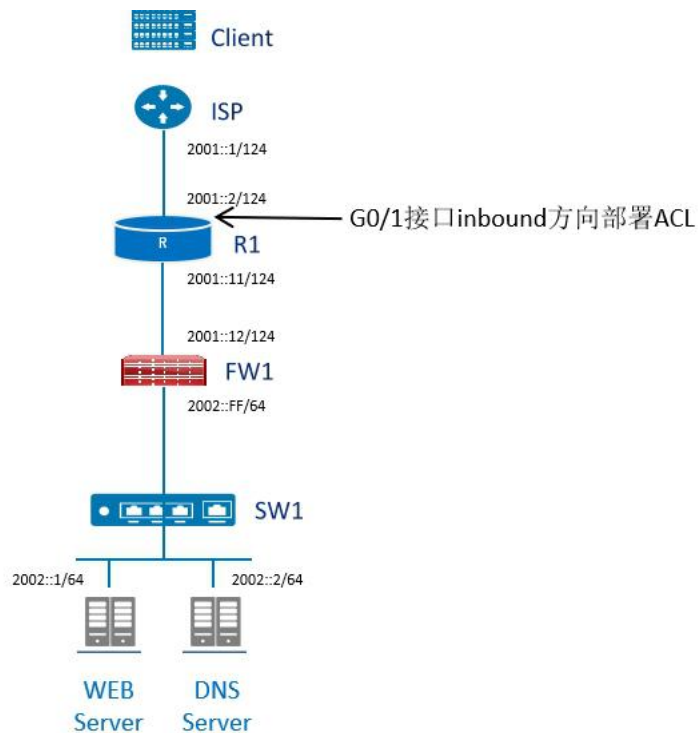 Client
ISP
2001::1/124
2001::2/124
G0/1接口inbound方向部署ACL
R
R1
2001::11/124
2001::12/124
FW1
2002::FF/64
SW1
2002::1/64
2002::2/64
WEB
Server
DNS
Server